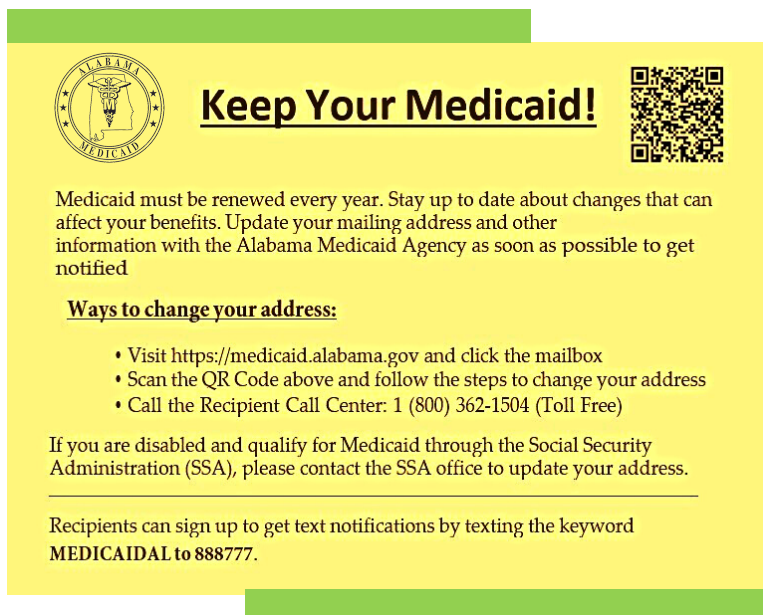 ALABAMA
MEDICAID
Keep Your Medicaid!
Medicaid must be renewed every year. Stay up to date about changes that can
affect your benefits. Update your mailing address and other
information with the Alabama Medicaid Agency as soon as possible to get
notified
Ways to change your address:
• Visit https://medicaid.alabama.gov and click the mailbox
• Scan the QR Code above and follow the steps to change your address
• Call the Recipient Call Center: 1 (800) 362-1504 (Toll Free)
If you are disabled and qualify for Medicaid through the Social Security
Administration (SSA), please contact the SSA office to update your address.
Recipients can sign up to get text notifications by texting the keyword
MEDICAIDAL to 888777.